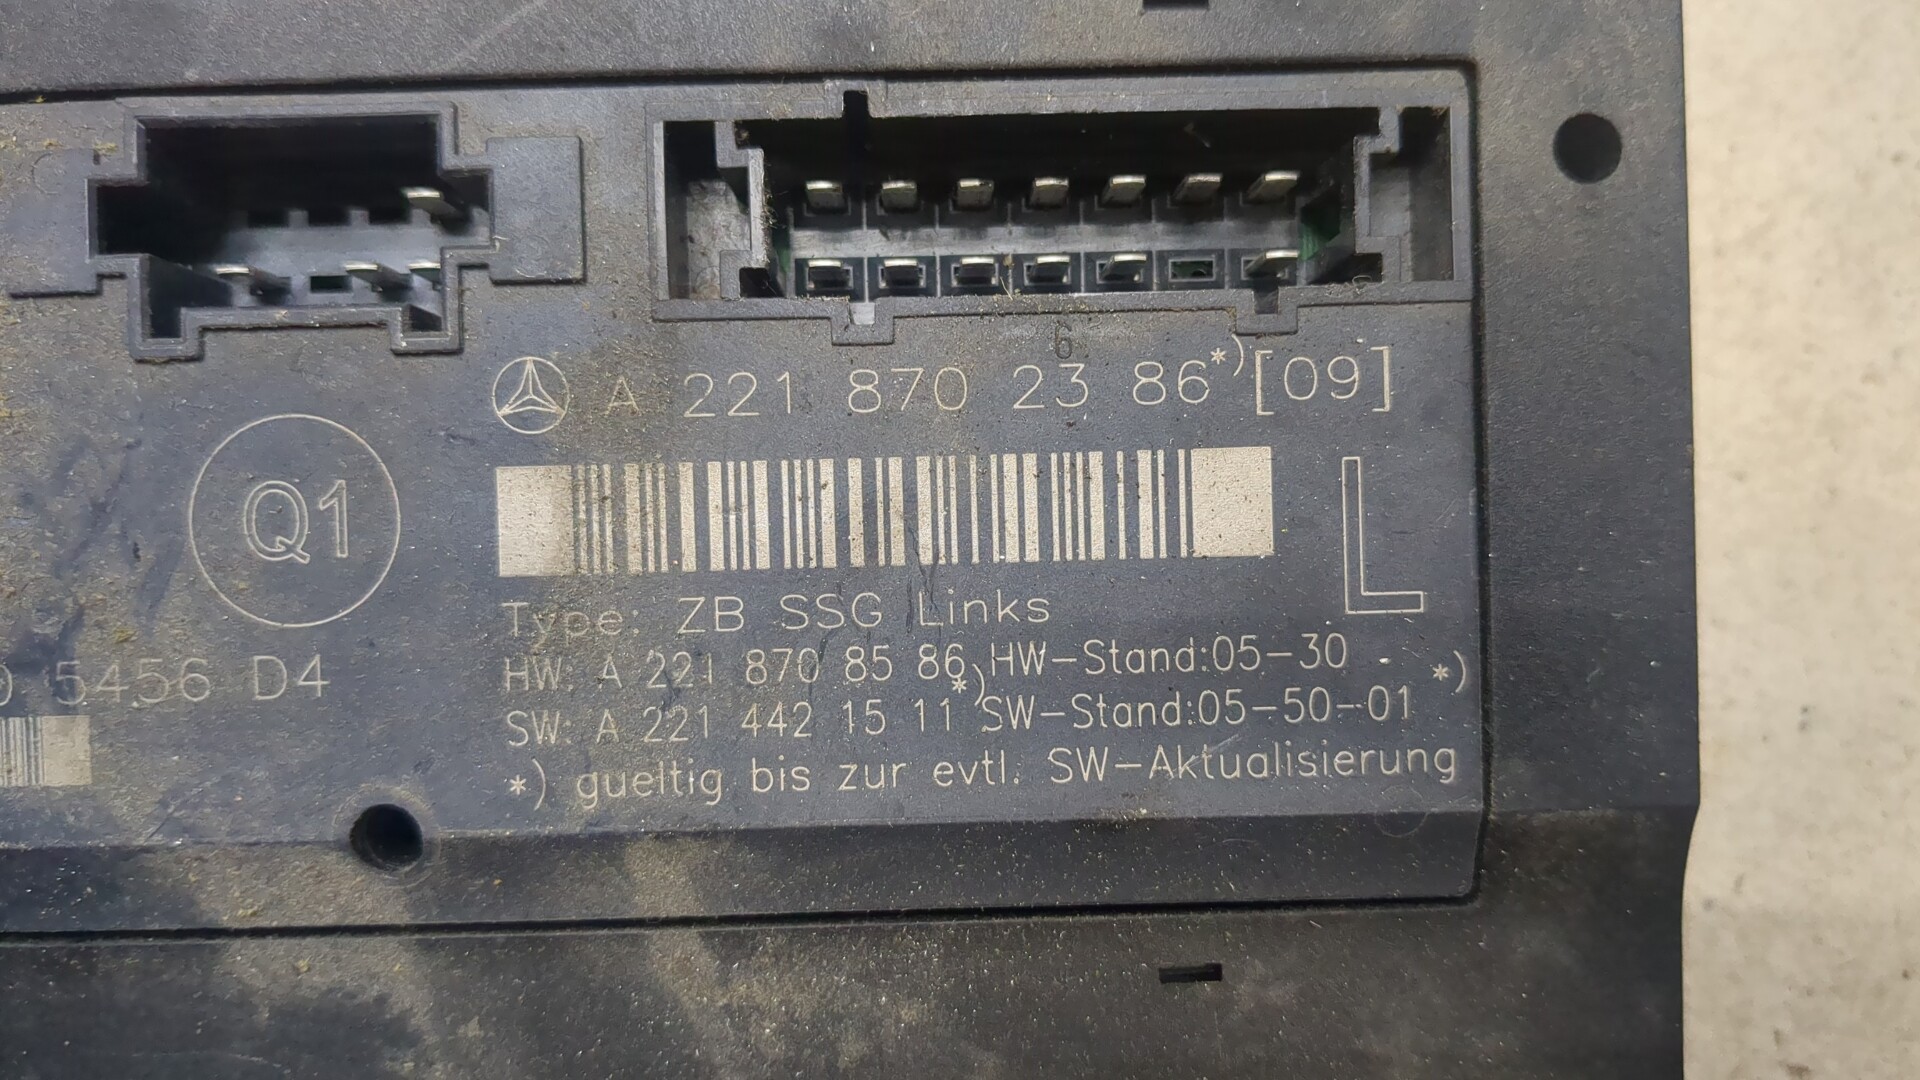 6
A 221 870 23 86*) [09]
Q1
L
Type: ZB SSG Links
HW: A 221 870 85 86 HW-Stand:05-30
SW: A 221 442 15 11*) SW-Stand:05-50-01 *)
*) gueltig bis zur evtl. SW-Aktualisierung
5456 D4